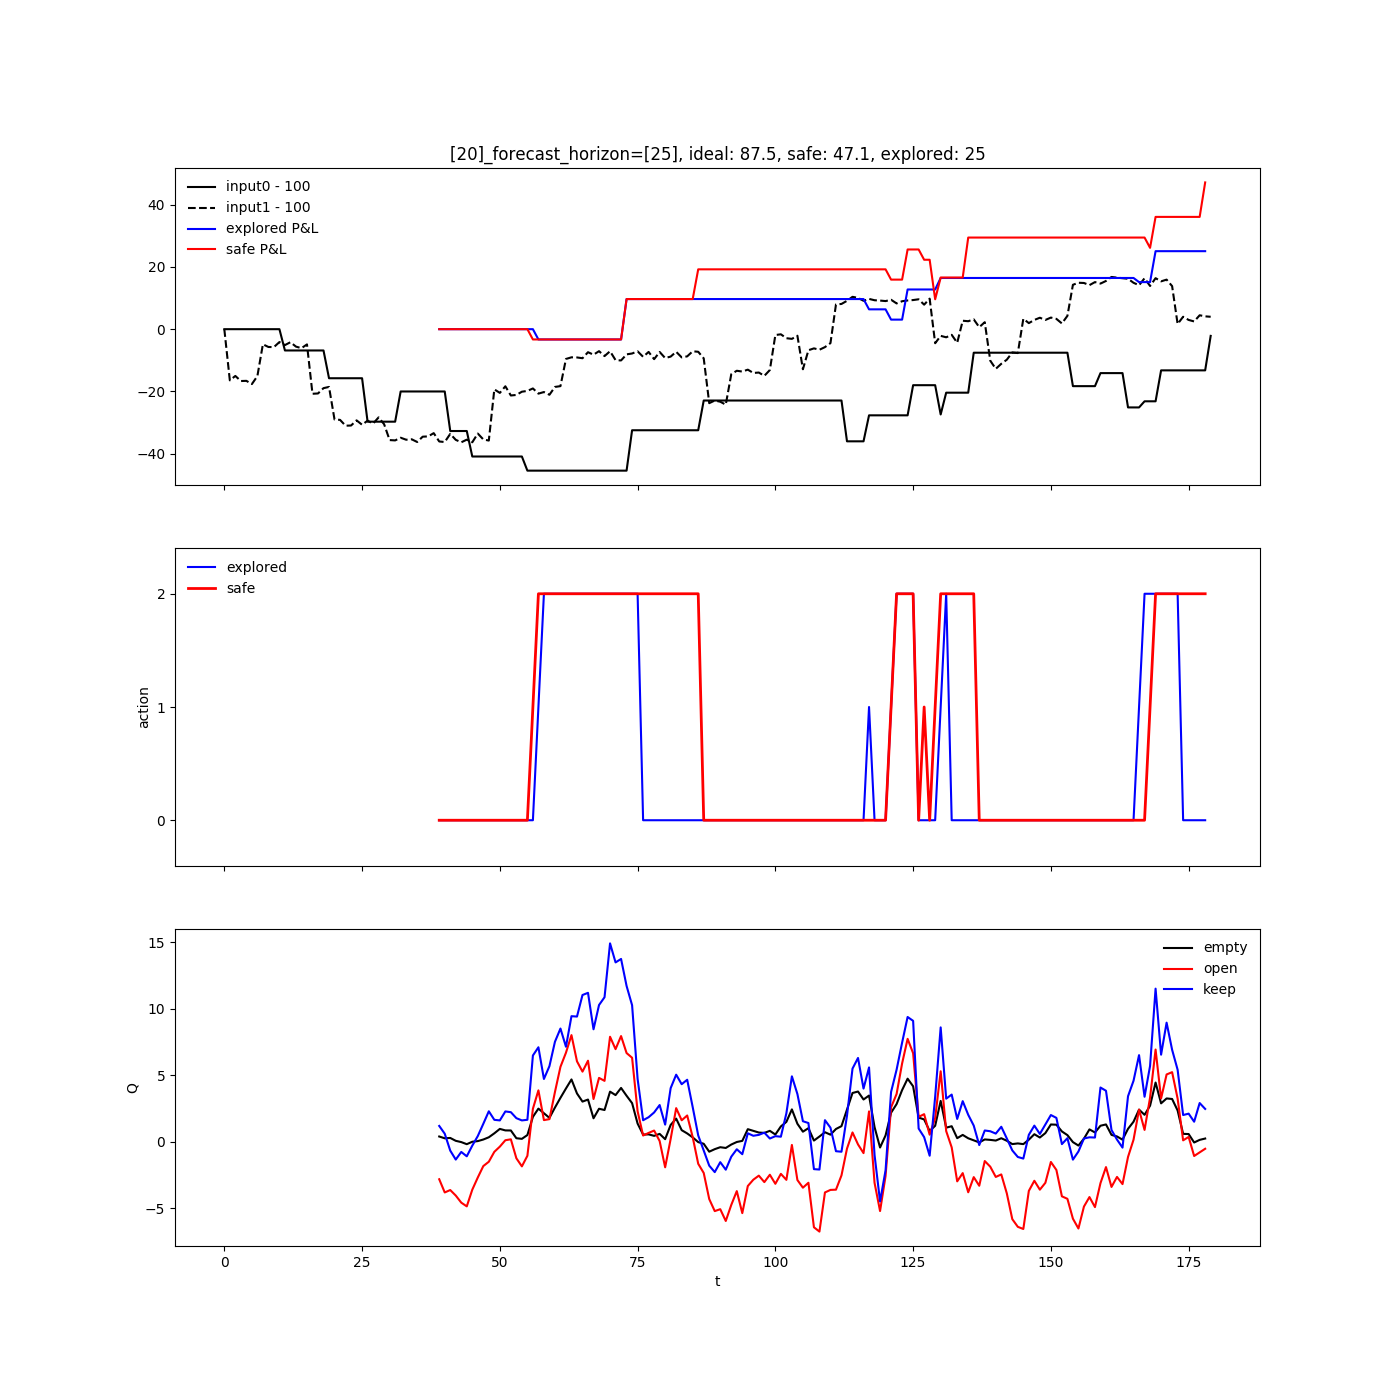 [20]_forecast_horizon=[25], ideal: 87.5, safe: 47.1, explored: 25
input0 - 100
input1 - 100
explored P&L
safe P&L
40
20
0
−20
−40
explored
safe
2
1
0
action
empty
open
keep
15
10
5
0
−5
Q
0 25 50 75 100 125 150 175
t